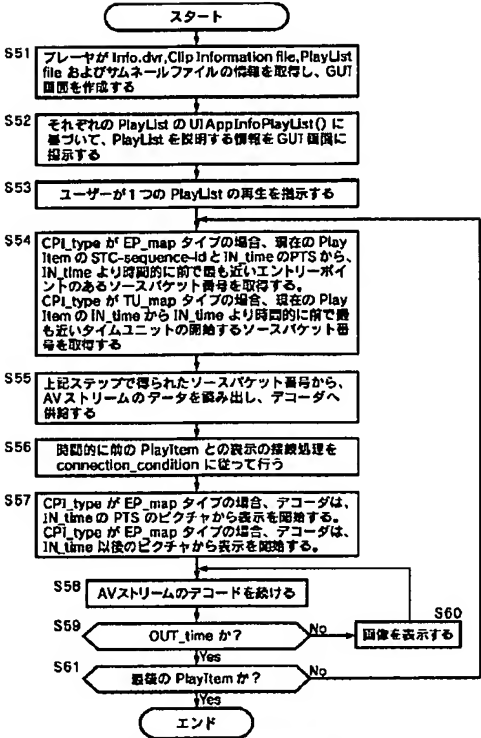 スタート
S51
プレーヤが Info.dvr,Clip Information file,PlayList
file およびサムネールファイルの情報を取得し、GUI
画面を作成する
S52
それぞれの PlayList の UIAppInfoPlayList() に
基づいて、PlayList を説明する情報をGUI画面に
提示する
S53
ユーザーが1つの PlayList の再生を指示する
S54
CPI_type が EP_map タイプの場合、現在の Play
Item の STC-sequence-id と IN_time のPTSから、
IN_time より時間的に前で最も近いエントリーポイ
ントのあるソースパケット番号を取得する。
CPI_type が TU_map タイプの場合、現在の Play
Item の IN_time から IN_time より時間的に前で最
も近いタイムユニットの開始するソースパケット番
号を取得する
S55
上記ステップで得られたソースパケット番号から、
AVストリームのデータを読み出し、デコーダへ
供給する
S56
時間的に前の PlayItem との表示の接続処理を
connection_condition に従って行う
S57
CPI_type が EP_map タイプの場合、デコーダは、
IN_time の PTS のピクチャから表示を開始する。
CPI_type が EP_map タイプの場合、デコーダは、
IN_time 以後のピクチャから表示を開始する。
S58
AVストリームのデコードを続ける
S59
OUT_time か?
No
S60
画像を表示する
Yes
S61
最後の PlayItem か?
No
Yes
エンド